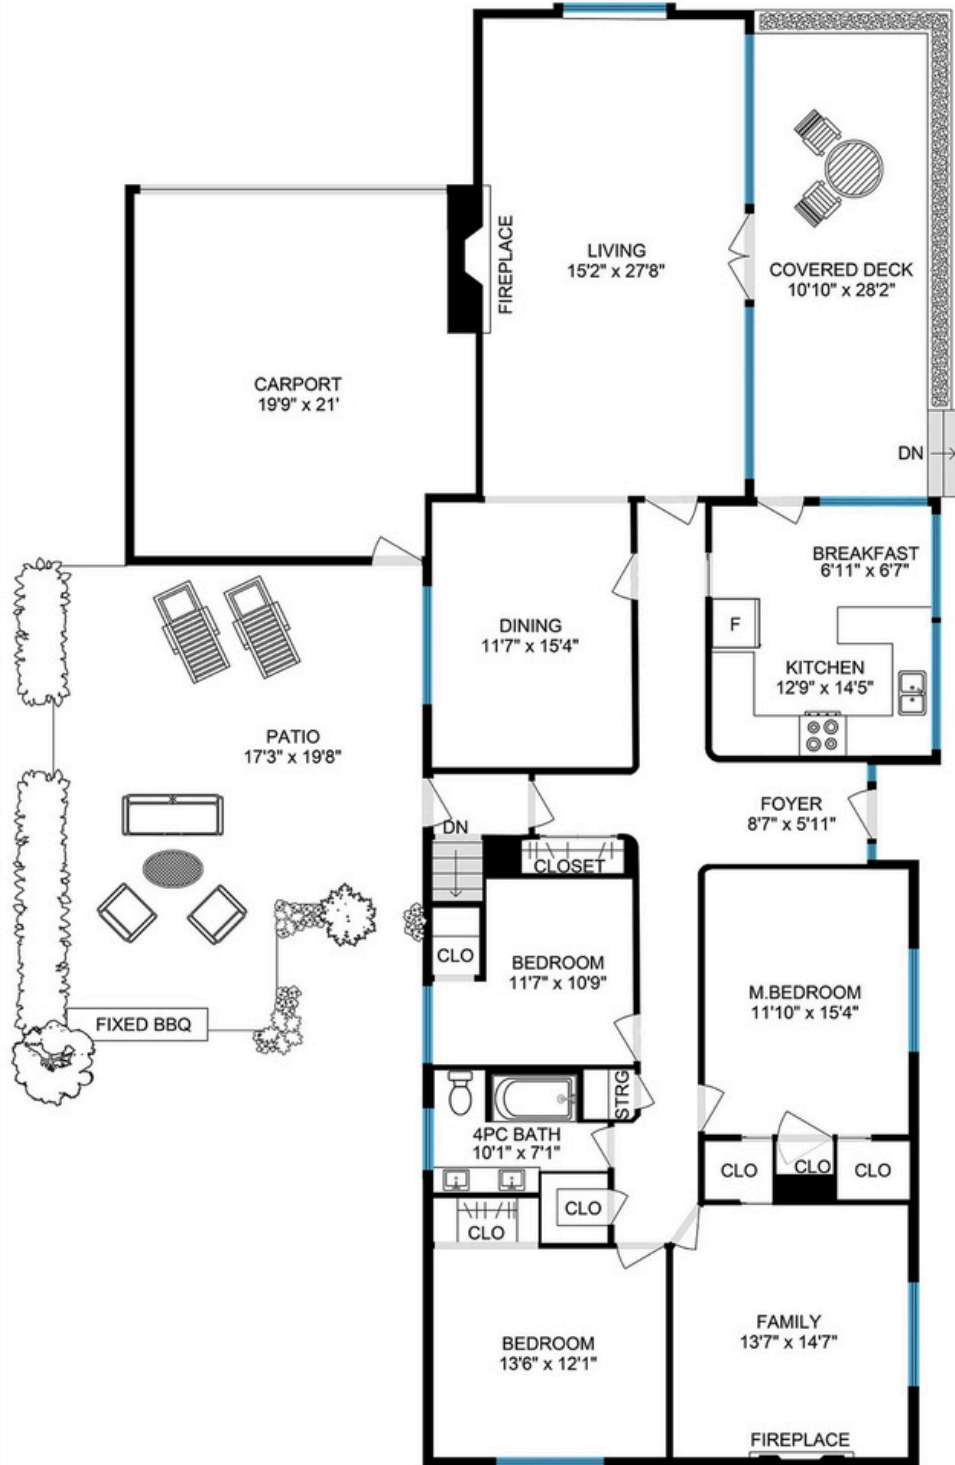 LIVING
15'2" x 27'8"
FIREPLACE
COVERED DECK
10'10" x 28'2"
CARPORT
19'9" x 21'
DN
BREAKFAST
6'11" x 6'7"
F
DINING
11'7" x 15'4"
KITCHEN
12'9" x 14'5"
PATIO
17'3" x 19'8"
FOYER
8'7" x 5'11"
DN
CLOSET
CLO
BEDROOM
11'7" x 10'9"
M.BEDROOM
11'10" x 15'4"
FIXED BBQ
STRG
4PC BATH
10'1" x 7'1"
CLO
CLO
CLO
CLO
CLO
FAMILY
13'7" x 14'7"
BEDROOM
13'6" x 12'1"
FIREPLACE